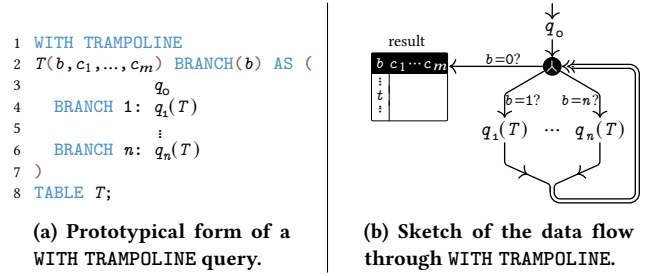 1 WITH TRAMPOLINE
2 T(b,c₁,…,cₘ) BRANCH(b) AS (
3 q₀
4 BRANCH 1: q₁(T)
5 ⋮
6 BRANCH n: qₙ(T)
7 )
8 TABLE T;
(a) Prototypical form of a
WITH TRAMPOLINE query.
q₀
result
b c₁⋯cₘ
b=0?
⋮
t
⋮
b=1? b=n?
q₁(T) ⋯ qₙ(T)
(b) Sketch of the data flow
through WITH TRAMPOLINE.